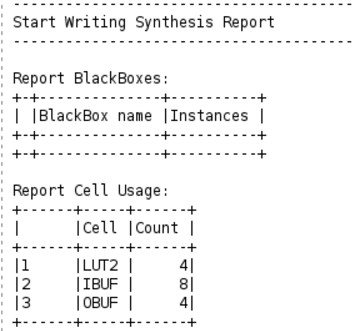 ---------------------------------------------
Start Writing Synthesis Report
---------------------------------------------
Report BlackBoxes:
+-+--------------+----------+
| |BlackBox name |Instances |
+-+--------------+----------+
+-+--------------+----------+
Report Cell Usage:
+------+-----+------+
|      |Cell |Count |
+------+-----+------+
|1     |LUT2 |     4|
|2     |IBUF |     8|
|3     |OBUF |     4|
+------+-----+------+